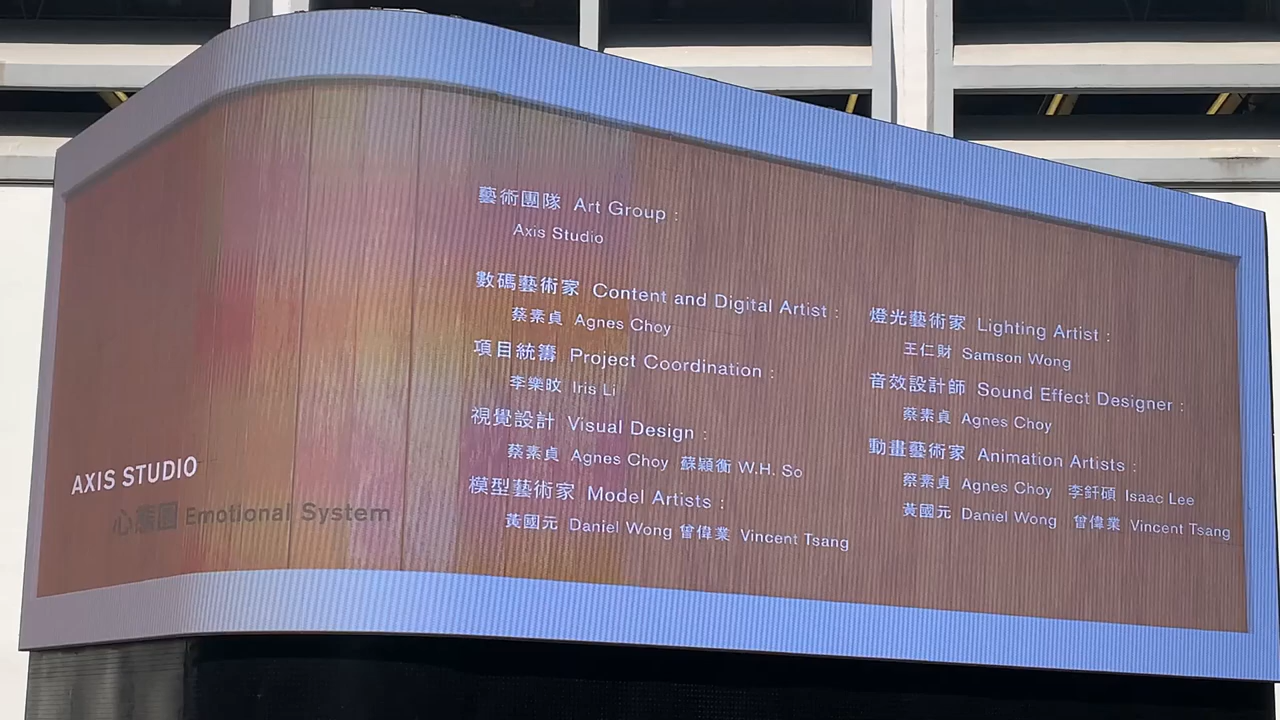 藝術團隊 Art Group :
Axis Studio
數碼藝術家 Content and Digital Artist :
蔡素貞 Agnes Choy
項目統籌 Project Coordination :
李樂旼 Iris Li
視覺設計 Visual Design :
蔡素貞 Agnes Choy 蘇穎衡 W.H. So
模型藝術家 Model Artists :
黃國元 Daniel Wong 曾偉業 Vincent Tsang
燈光藝術家 Lighting Artist :
王仁財 Samson Wong
音效設計師 Sound Effect Designer :
蔡素貞 Agnes Choy
動畫藝術家 Animation Artists :
蔡素貞 Agnes Choy 李釬碩 Isaac Lee
黃國元 Daniel Wong 曾偉業 Vincent Tsang
AXIS STUDIO
心態圖 Emotional System